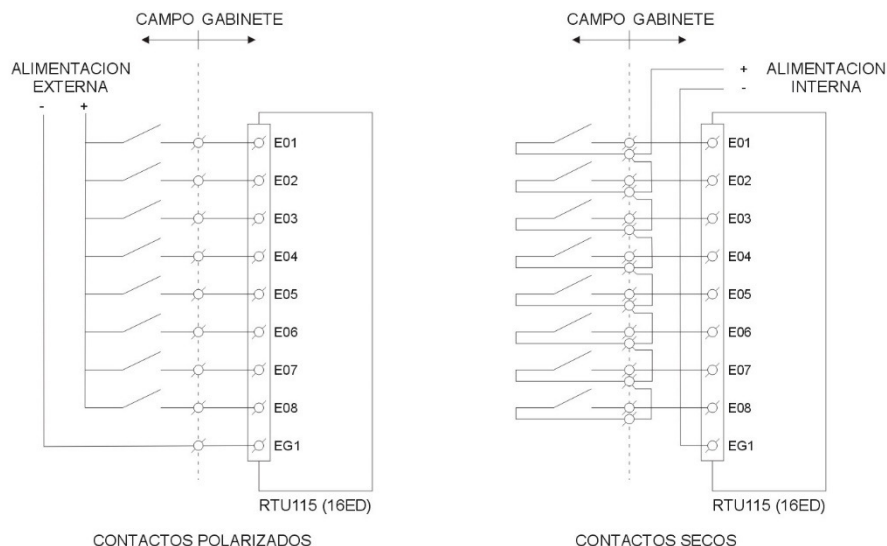 CAMPO GABINETE
ALIMENTACION
EXTERNA
- +
E01
E02
E03
E04
E05
E06
E07
E08
EG1
RTU115 (16ED)
CONTACTOS POLARIZADOS
CAMPO GABINETE
+ ALIMENTACION
- INTERNA
E01
E02
E03
E04
E05
E06
E07
E08
EG1
RTU115 (16ED)
CONTACTOS SECOS